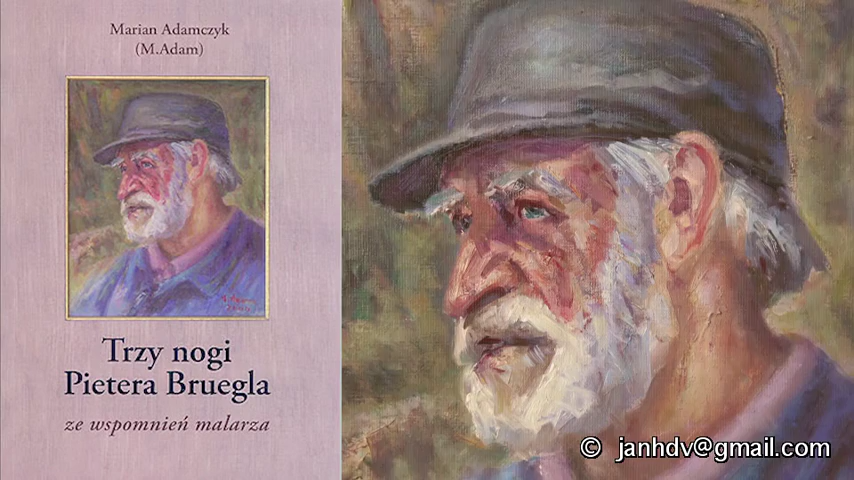 Marian Adamczyk
(M.Adam)
Trzy nogi
Pietera Bruegla
ze wspomnień malarza
© janhdv@gmail.com